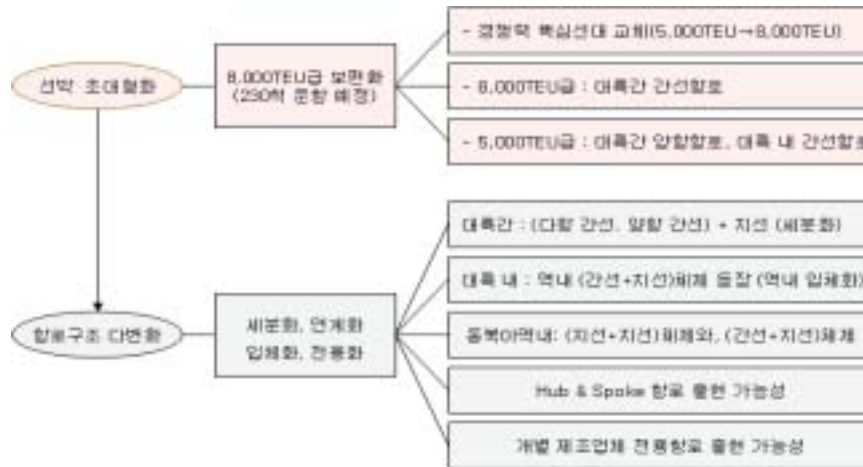 선박 초대형화
8,000TEU급 보편화
(230척 운항 예정)
- 경쟁력 핵심선대 교체(5,000TEU→8,000TEU)
- 8,000TEU급 : 대륙간 간선항로
- 5,000TEU급 : 대륙간 양항항로, 대륙 내 간선항로
항로구조 다변화
세분화, 연계화
입체화, 전용화
대륙간 : (다항 간선, 양항 간선) + 지선 (세분화)
대륙 내 : 역내 (간선+지선)체제 등장 (역내 입체화)
동북아역내: (지선+지선)체제와, (간선+지선)체제
Hub & Spoke 항로 출현 가능성
개별 제조업체 전용항로 출현 가능성